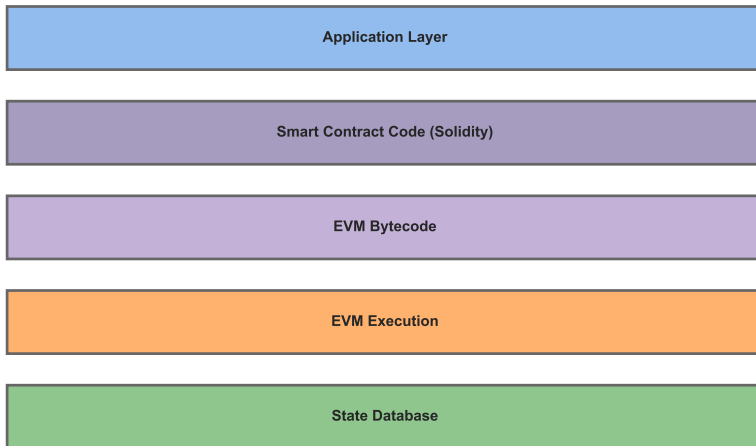 Application Layer
Smart Contract Code (Solidity)
EVM Bytecode
EVM Execution
State Database